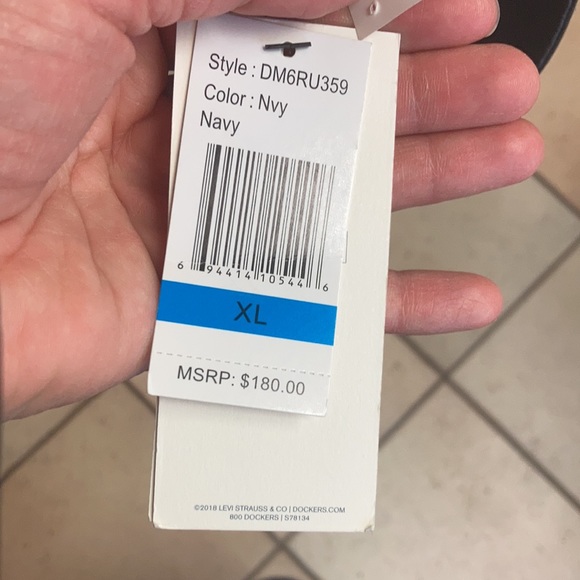 Style : DM6RU359
Color : Nvy
Navy
6 94414 10544 6
XL
MSRP: $180.00
©2018 LEVI STRAUSS & CO | DOCKERS.COM
800 DOCKERS | S78134